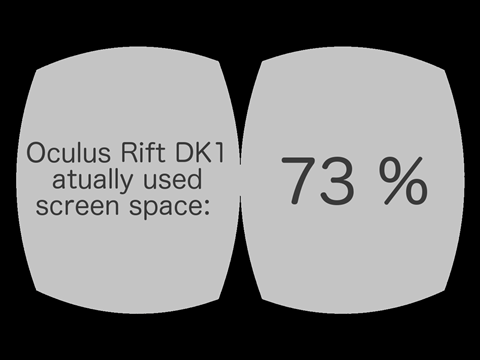 Oculus Rift DK1
atually used
screen space:
73 %